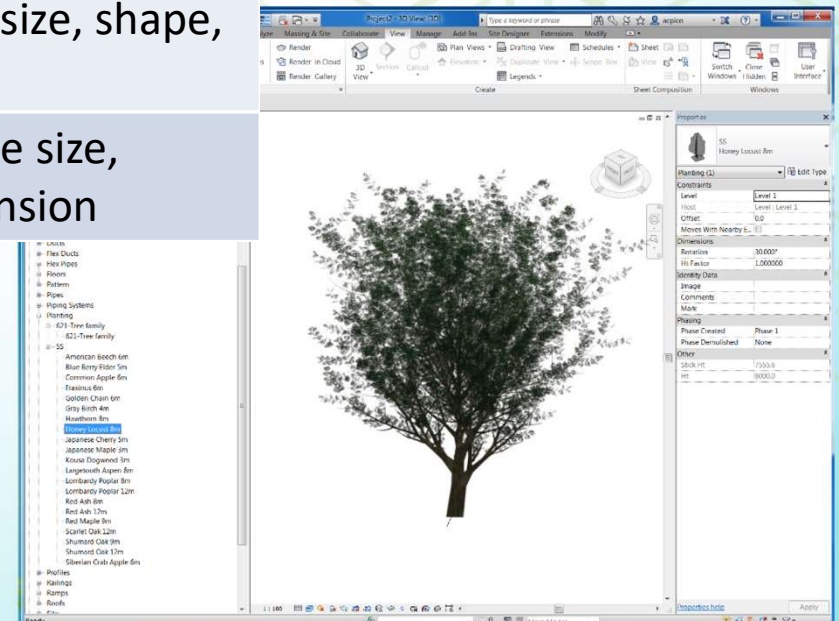 size, shape,
e size,
nsion
Project2 - 3D View: {3D}
Type a keyword or phrase
acpion
Massing & Site Collaborate View Manage Add-Ins Site Designer Extensions Modify
Render
Render in Cloud
Render Gallery
3D View
Section
Callout
Plan Views
Elevation
Drafting View
Duplicate View
Legends
Schedules
Scope Box
Sheet
View
Switch Windows
Close Hidden
User Interface
Create
Sheet Composition
Windows
Ducts
Flex Ducts
Flex Pipes
Floors
Pattern
Pipes
Piping Systems
Planting
621-Tree family
621-Tree family
SS
American Beech 6m
Blue Berry Elder 5m
Common Apple 6m
Fraxinus 6m
Golden Chain 6m
Gray Birch 4m
Hawthorn 8m
Honey Locust 8m
Japanese Cherry 5m
Japanese Maple 3m
Kousa Dogwood 3m
Largetooth Aspen 8m
Lombardy Poplar 8m
Lombardy Poplar 12m
Red Ash 8m
Red Ash 12m
Red Maple 9m
Scarlet Oak 12m
Shumard Oak 9m
Shumard Oak 12m
Siberian Crab Apple 6m
Profiles
Railings
Ramps
Roofs
Ready
1 : 100
Properties
SS
Honey Locust 8m
Planting (1) Edit Type
Constraints
Level Level 1
Host Level : Level 1
Offset 0.0
Moves With Nearby E...
Dimensions
Rotation 30.000°
Ht Factor 1.000000
Identity Data
Image
Comments
Mark
Phasing
Phase Created Phase 1
Phase Demolished None
Other
Stick Ht 7555.6
Ht 8000.0
Properties help Apply